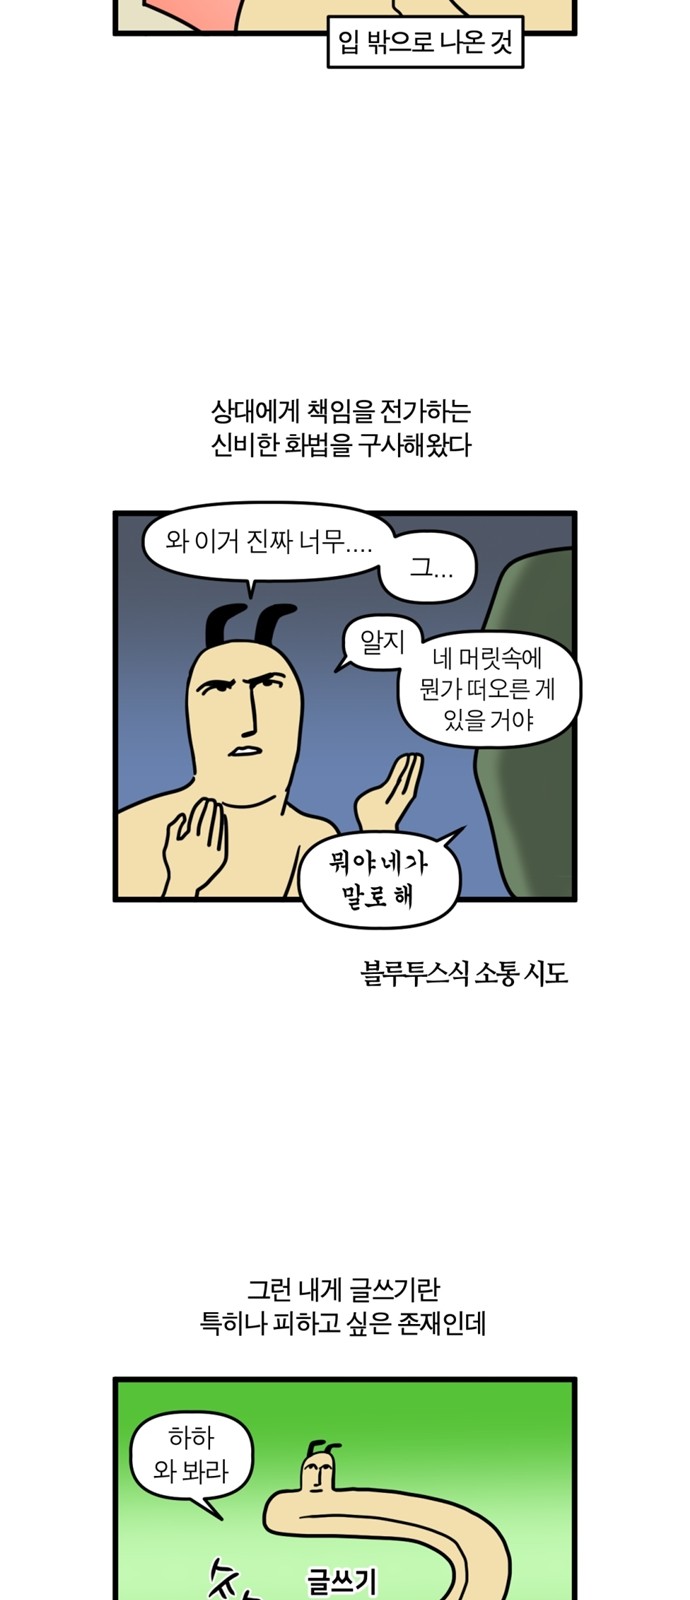 입 밖으로 나온 것
상대에게 책임을 전가하는
신비한 화법을 구사해왔다
와 이거 진짜 너무....
그...
알지
네 머릿속에
뭔가 떠오른 게
있을 거야
뭐야 네가
말로 해
블루투스식 소통 시도
그런 내게 글쓰기란
특히나 피하고 싶은 존재인데
하하
와 봐라
글쓰기